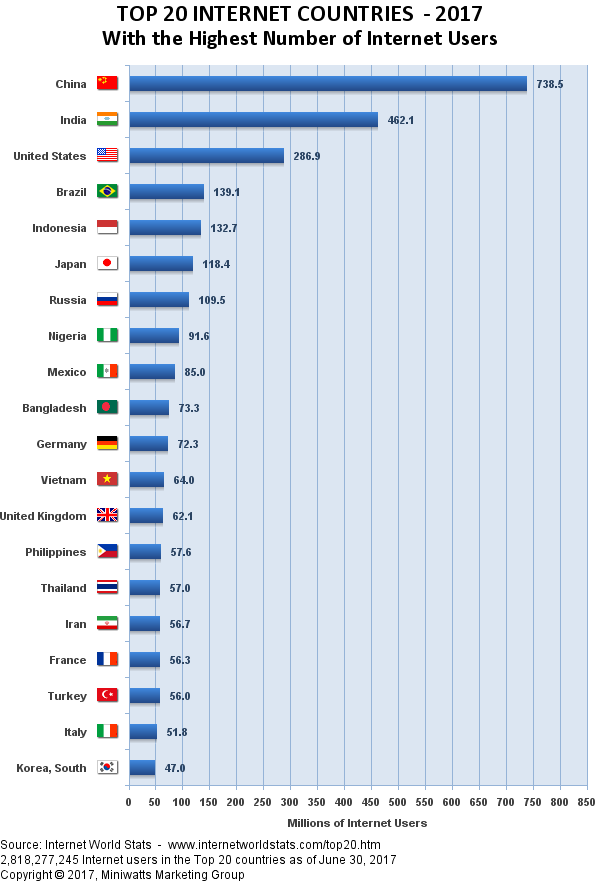 TOP 20 INTERNET COUNTRIES - 2017
With the Highest Number of Internet Users
China 738.5
India 462.1
United States 286.9
Brazil 139.1
Indonesia 132.7
Japan 118.4
Russia 109.5
Nigeria 91.6
Mexico 85.0
Bangladesh 73.3
Germany 72.3
Vietnam 64.0
United Kingdom 62.1
Philippines 57.6
Thailand 57.0
Iran 56.7
France 56.3
Turkey 56.0
Italy 51.8
Korea, South 47.0
0 50 100 150 200 250 300 350 400 450 500 550 600 650 700 750 800 850
Millions of Internet Users
Source: Internet World Stats - www.internetworldstats.com/top20.htm
2,818,277,245 Internet users in the Top 20 countries as of June 30, 2017
Copyright © 2017, Miniwatts Marketing Group